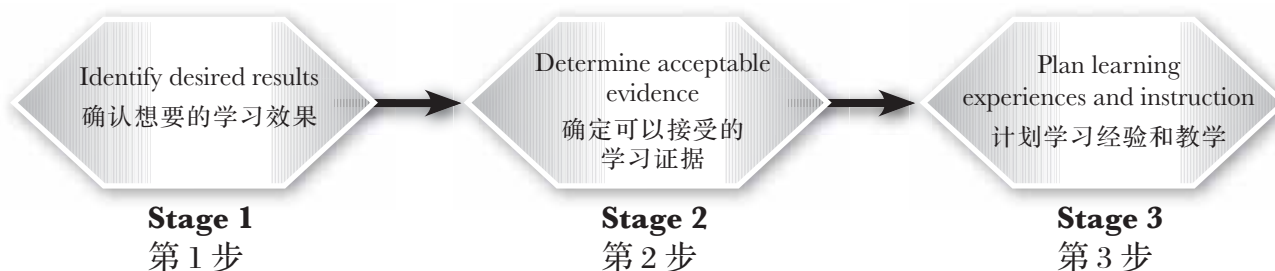 Identify desired results
确认想要的学习效果
Determine acceptable
evidence
确定可以接受的
学习证据
Plan learning
experiences and instruction
计划学习经验和教学
Stage 1
第 1 步
Stage 2
第 2 步
Stage 3
第 3 步